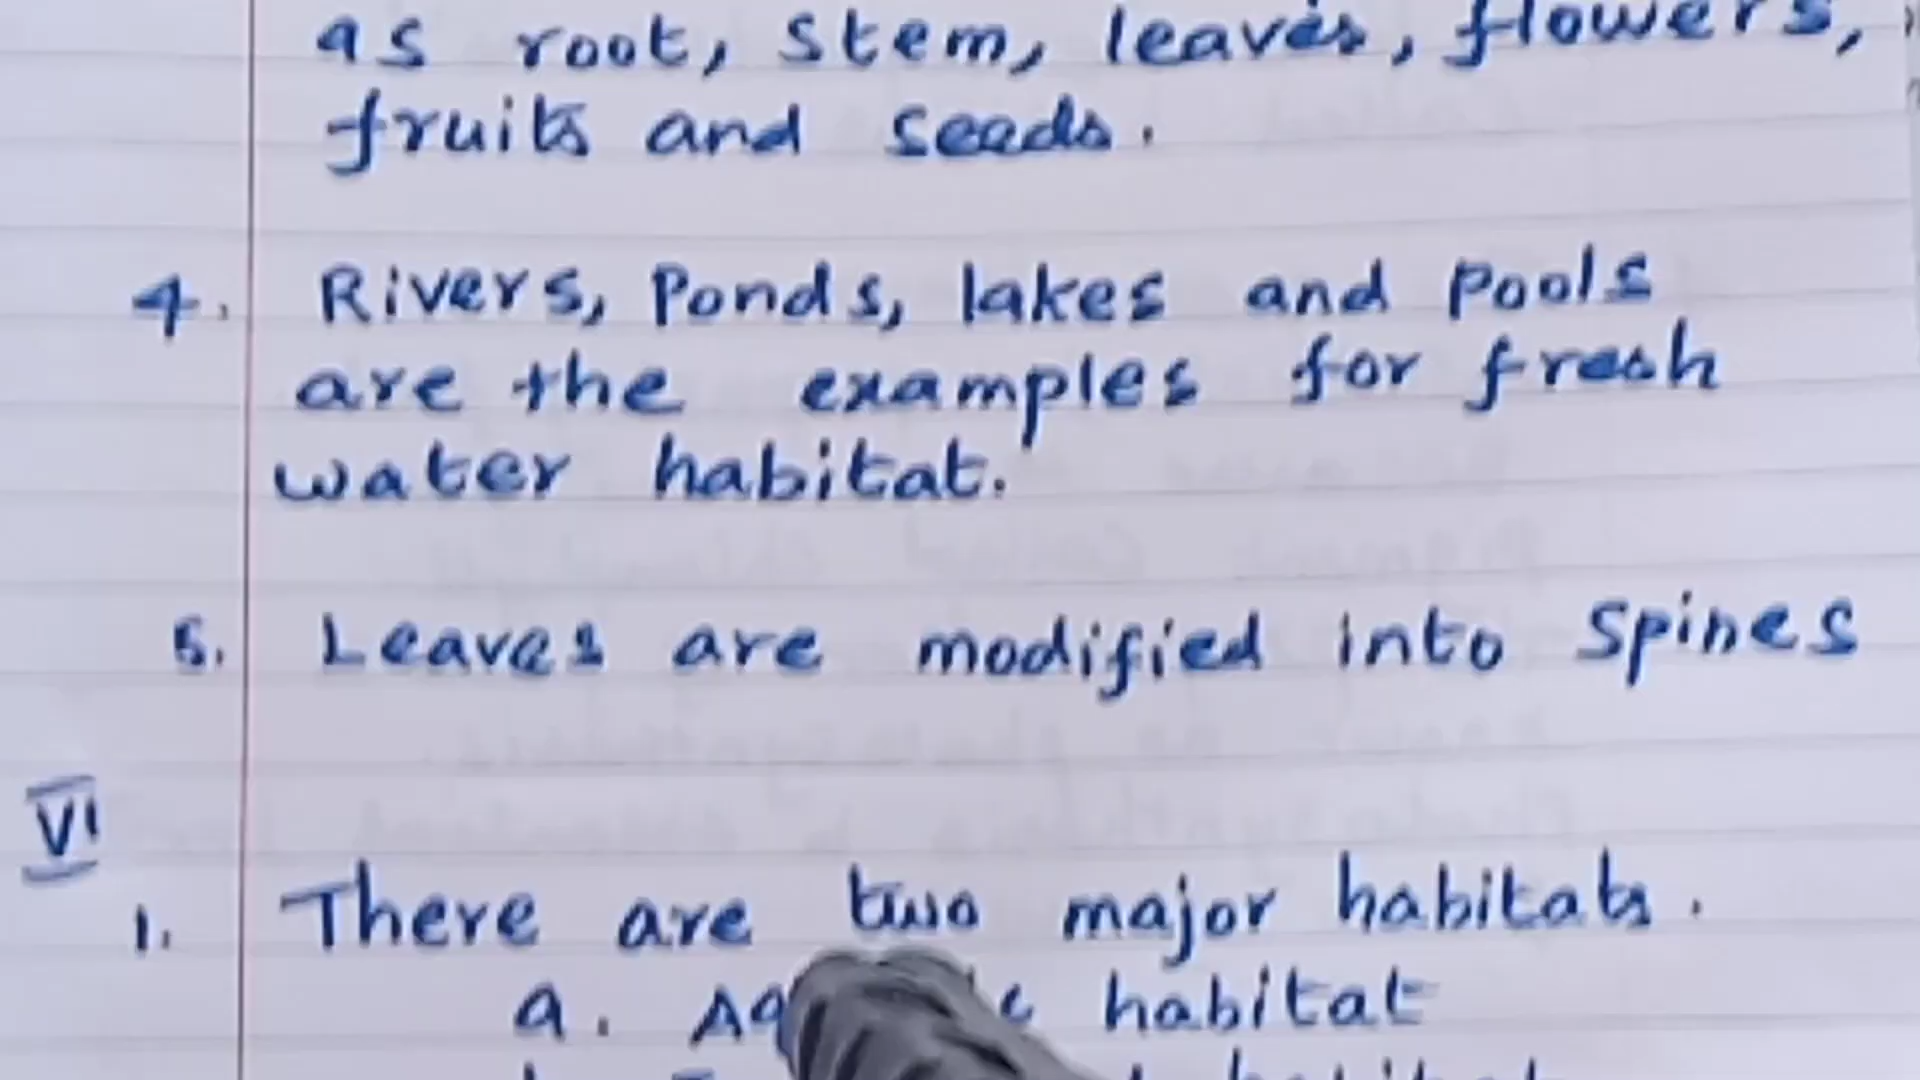 as root, stem, leaves, flowers,
fruits and seeds.
4. Rivers, Ponds, lakes and pools
are the examples for fresh
water habitat.
5. Leaves are modified into spines
VI
1. There are two major habitats.
a. habitat
habitat